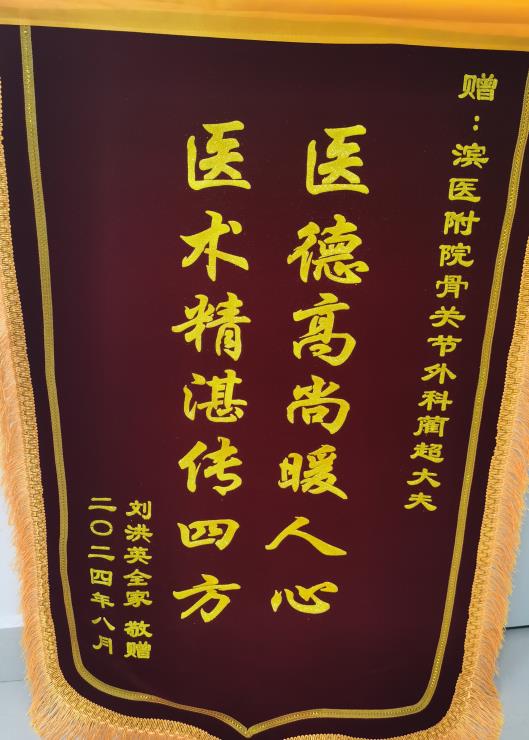 赠：滨医附院骨关节外科蔺超大夫
医德高尚暖人心
医术精湛传四方
刘洪英全家 敬赠
二〇二四年八月